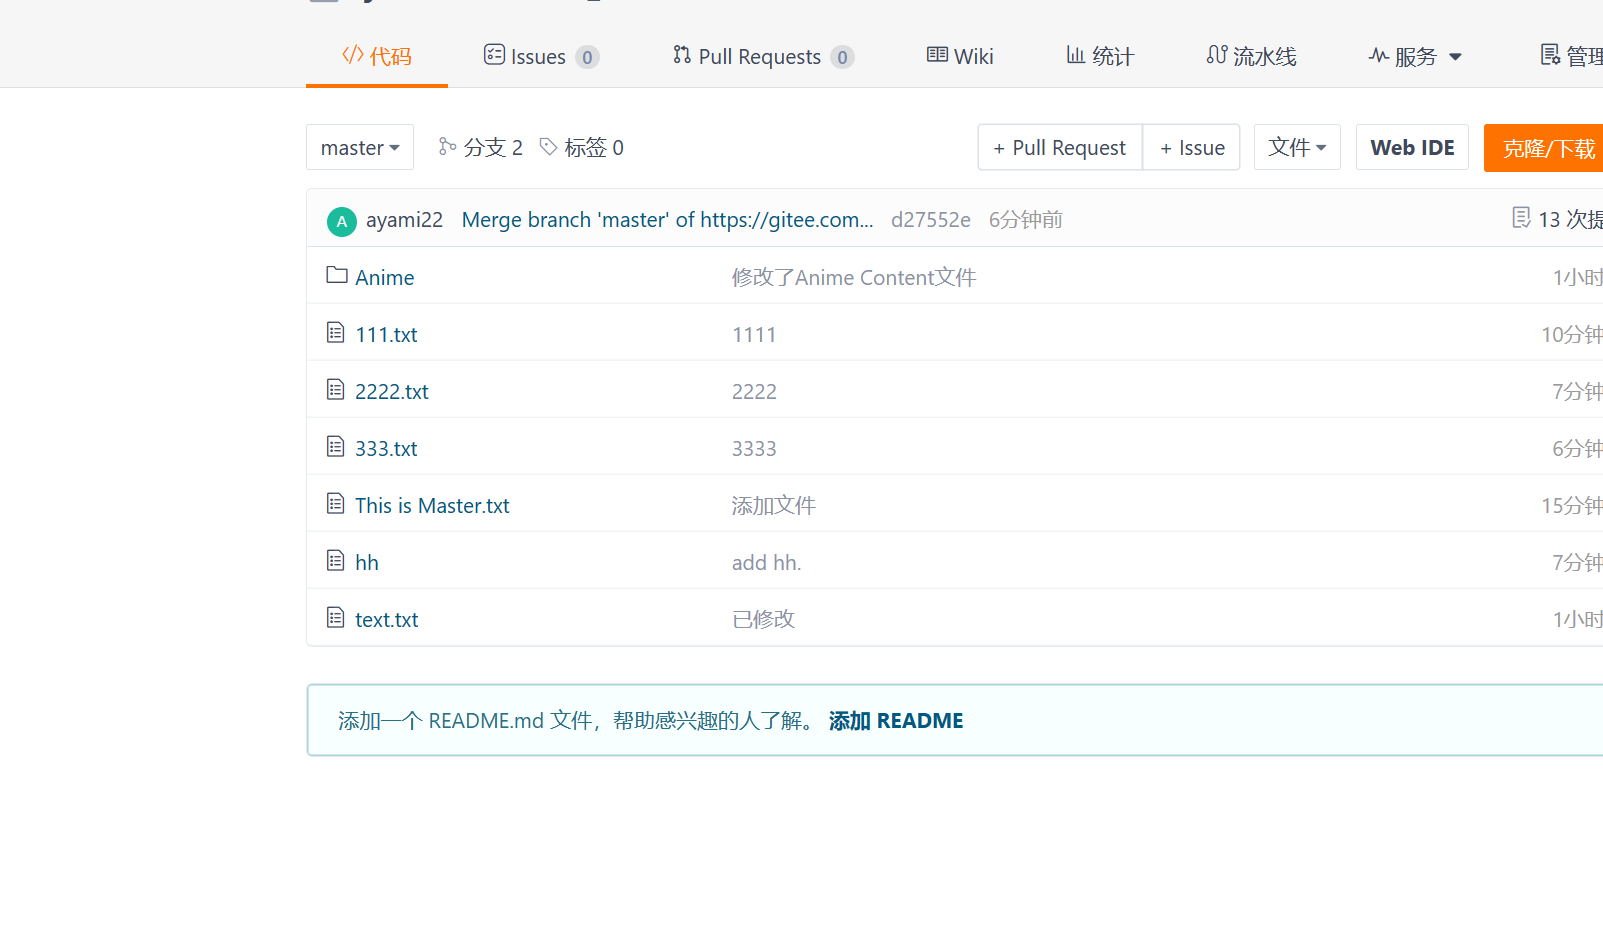 </> 代码 Issues 0 Pull Requests 0 Wiki 统计 流水线 服务 管理
master 分支 2 标签 0 + Pull Request + Issue 文件 Web IDE 克隆/下载
A ayami22 Merge branch 'master' of https://gitee.com... d27552e 6分钟前 13 次提
Anime 修改了Anime Content文件 1小时
111.txt 1111 10分钟
2222.txt 2222 7分钟
333.txt 3333 6分钟
This is Master.txt 添加文件 15分钟
hh add hh. 7分钟
text.txt 已修改 1小时
添加一个 README.md 文件，帮助感兴趣的人了解。 添加 README